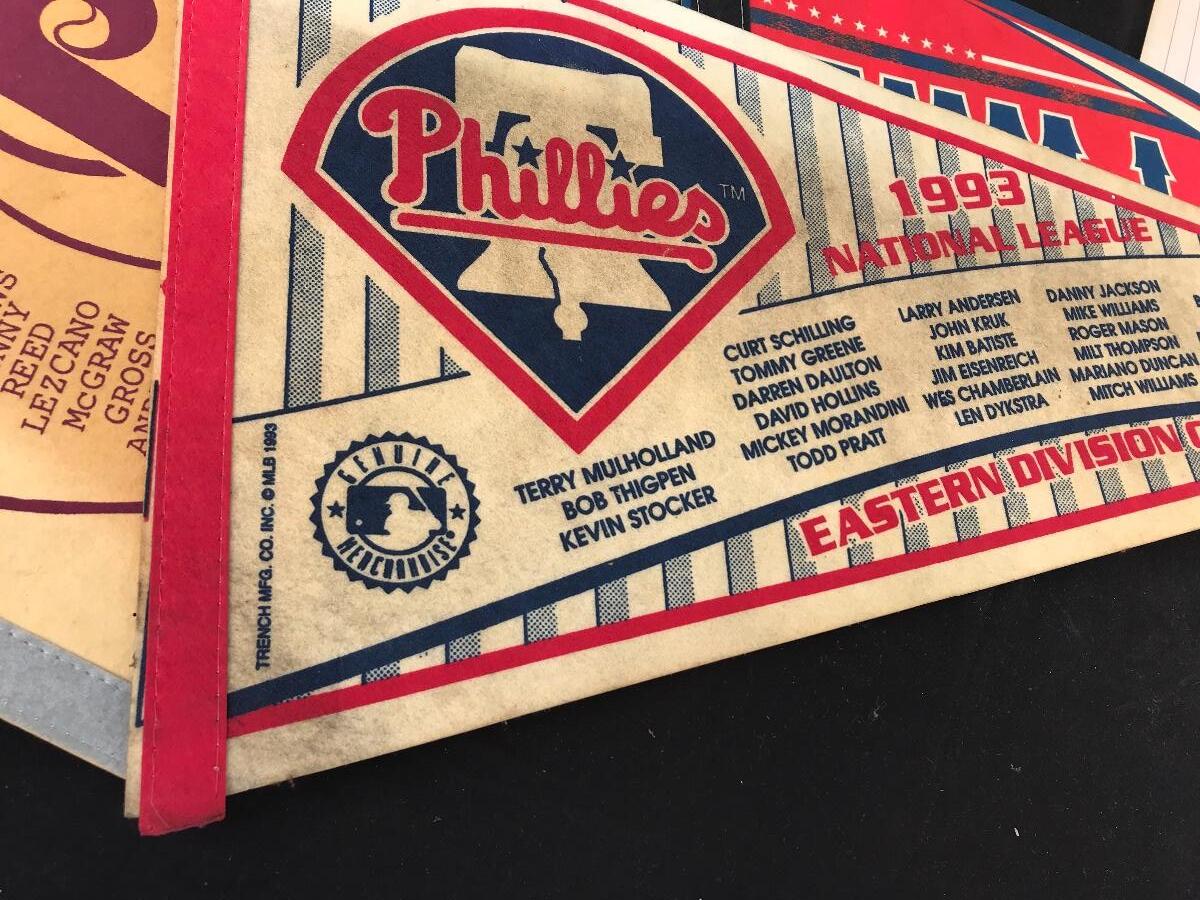 Phillies
TM
1993
NATIONAL LEAGUE
TERRY MULHOLLAND
BOB THIGPEN
KEVIN STOCKER
CURT SCHILLING
TOMMY GREENE
DARREN DAULTON
DAVID HOLLINS
MICKEY MORANDINI
TODD PRATT
LARRY ANDERSEN
JOHN KRUK
KIM BATISTE
JIM EISENREICH
WES CHAMBERLAIN
LEN DYKSTRA
DANNY JACKSON
MIKE WILLIAMS
ROGER MASON
MILT THOMPSON
MARIANO DUNCAN
MITCH WILLIAMS
EASTERN DIVISION
GENUINE
MERCHANDISE
TRENCH MFG. CO. INC. © MLB 1993
REED
LEZCANO
McGRAW
GROSS